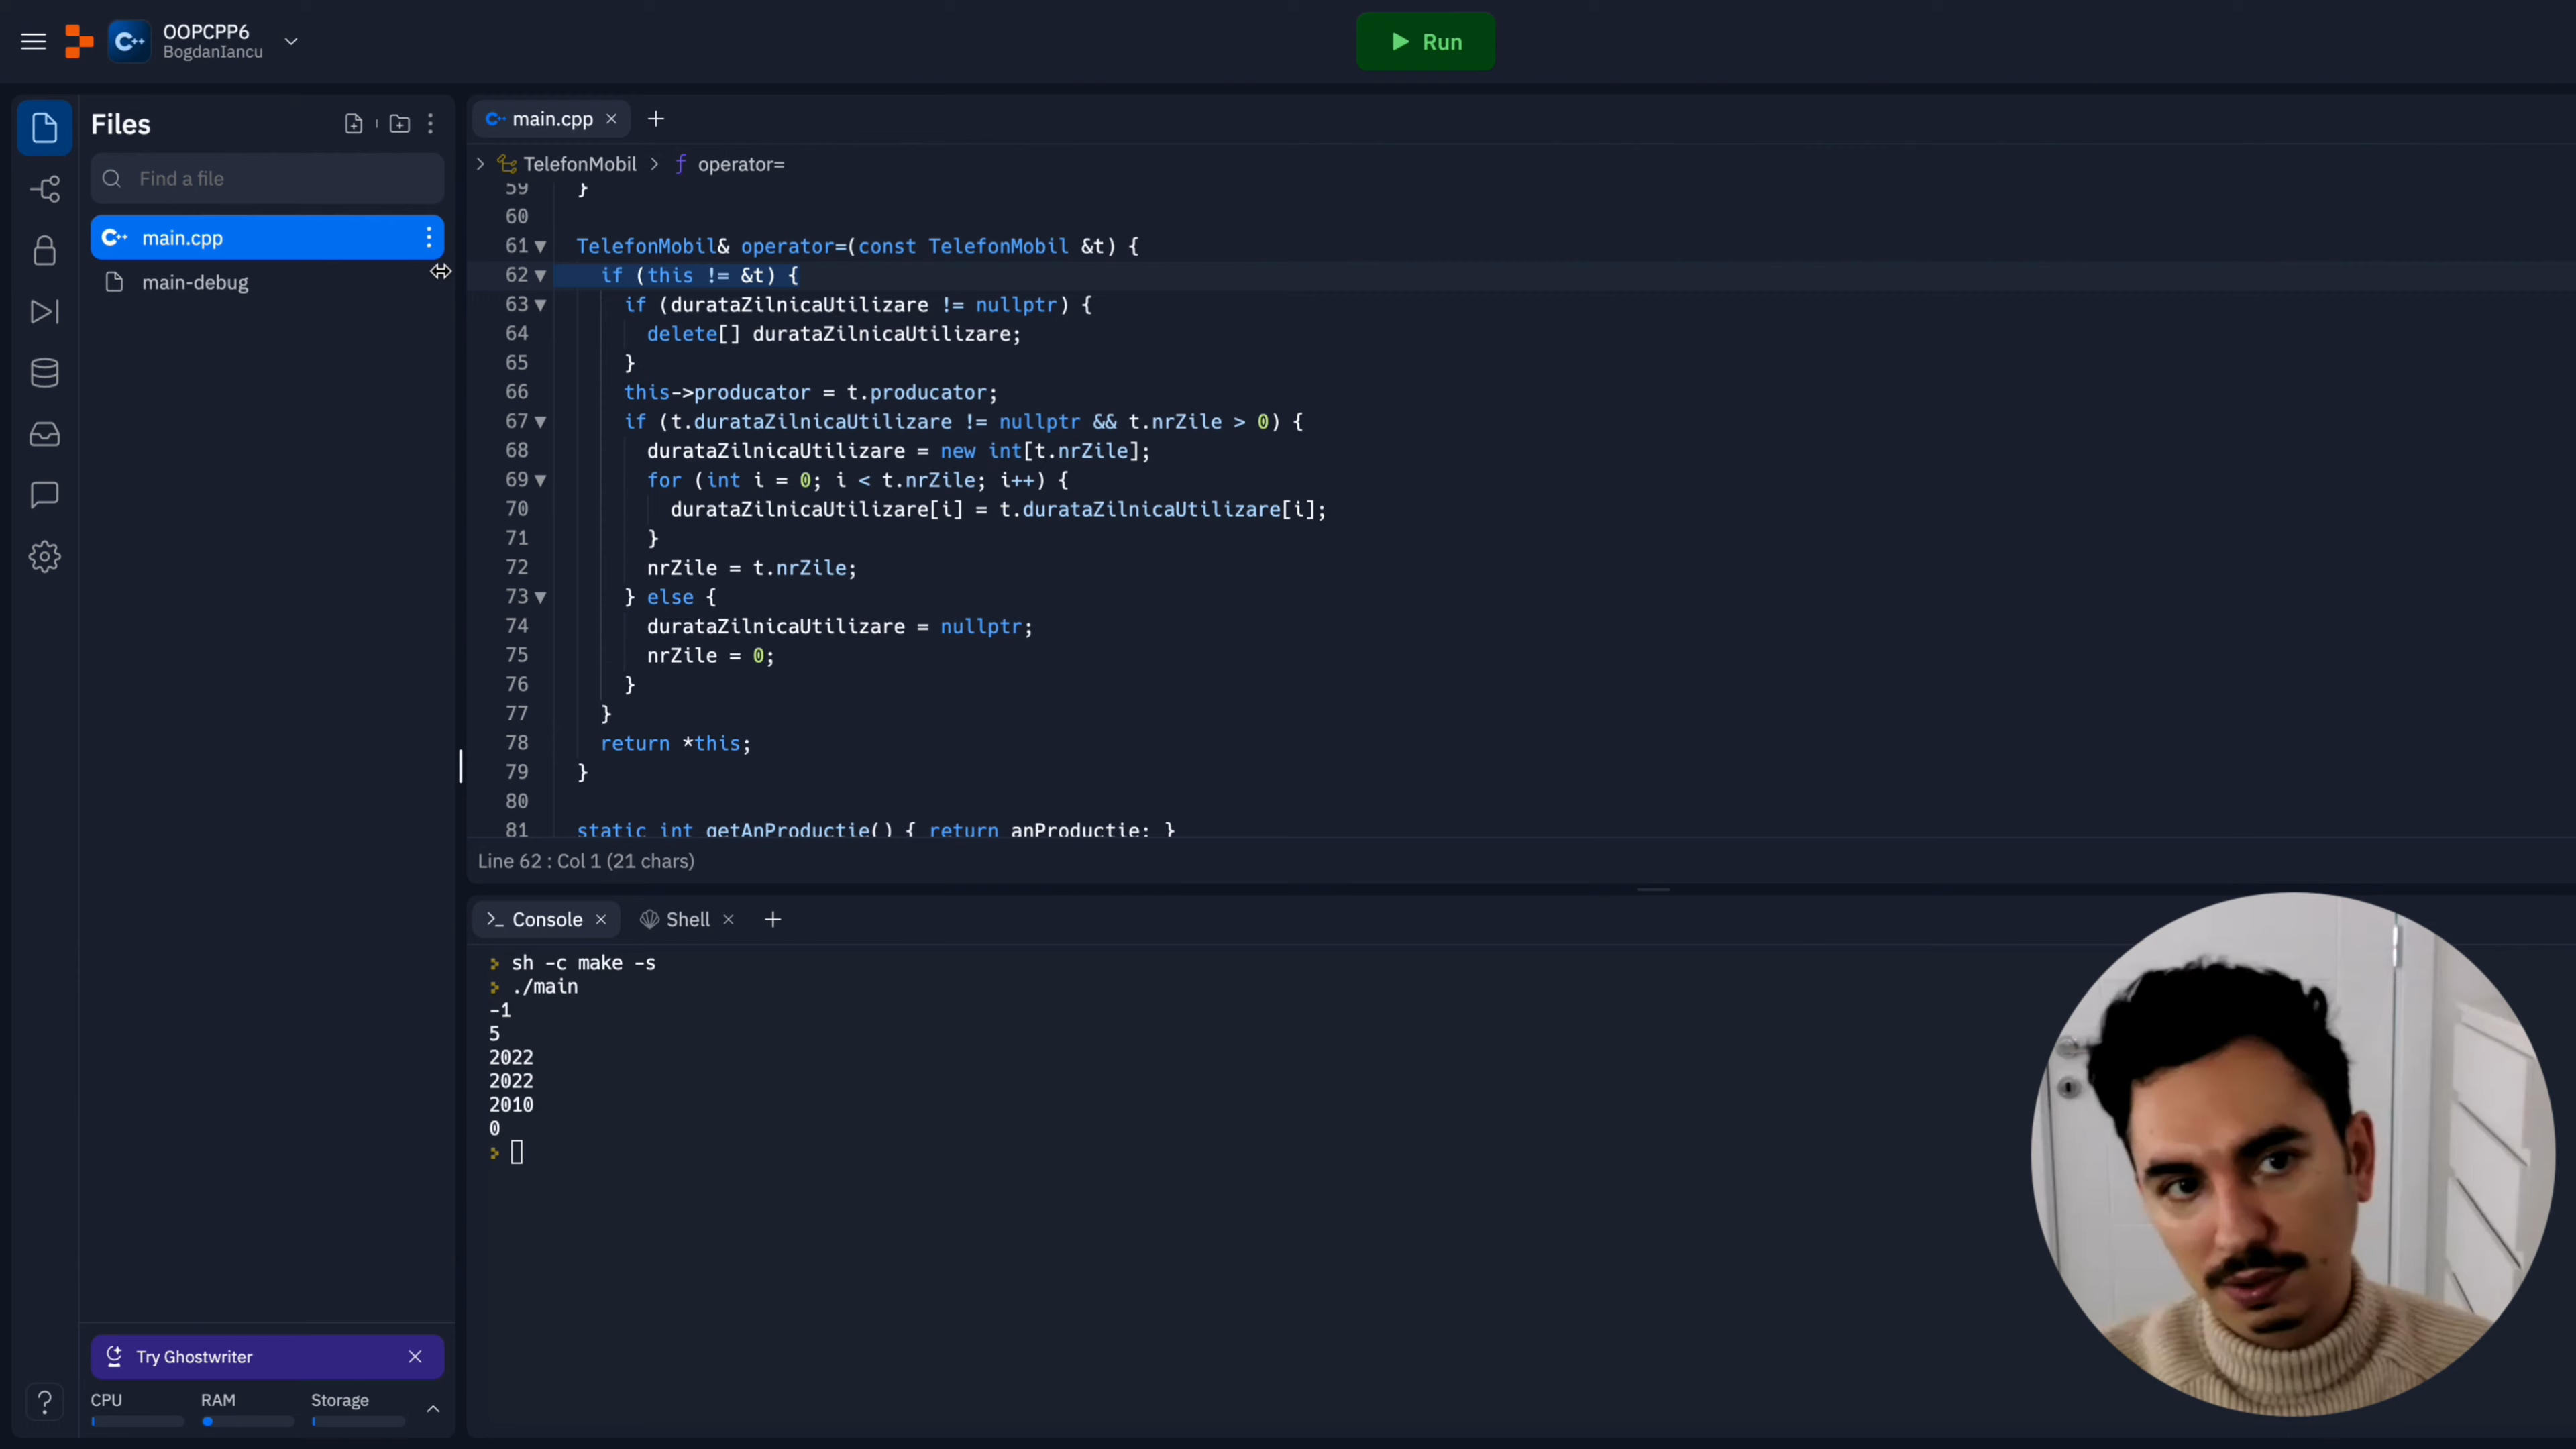 OOPCPP6
BogdanIancu
Run
Files
Find a file
main.cpp
main-debug
main.cpp
TelefonMobil
operator=
59 }
60
61 TelefonMobil& operator=(const TelefonMobil &t) {
62 if (this != &t) {
63 if (durataZilnicaUtilizare != nullptr) {
64 delete[] durataZilnicaUtilizare;
65 }
66 this->producator = t.producator;
67 if (t.durataZilnicaUtilizare != nullptr && t.nrZile > 0) {
68 durataZilnicaUtilizare = new int[t.nrZile];
69 for (int i = 0; i < t.nrZile; i++) {
70 durataZilnicaUtilizare[i] = t.durataZilnicaUtilizare[i];
71 }
72 nrZile = t.nrZile;
73 } else {
74 durataZilnicaUtilizare = nullptr;
75 nrZile = 0;
76 }
77 }
78 return *this;
79 }
80
81 static int getAnProductie() { return anProductie; }
Line 62 : Col 1 (21 chars)
Console
Shell
sh -c make -s
./main
-1
5
2022
2022
2010
0
Try Ghostwriter
CPU RAM Storage